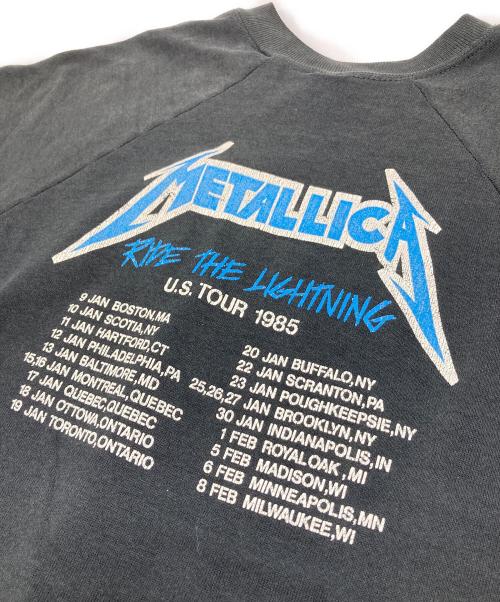 METALLICA
RIDE THE LIGHTNING
U.S. TOUR 1985
9 JAN BOSTON,MA
10 JAN SCOTIA,NY
11 JAN HARTFORD,CT
12 JAN PHILADELPHIA,PA
13 JAN BALTIMORE,MD
15,16 JAN MONTREAL, QUEBEC
17 JAN QUEBEC,QUEBEC
18 JAN OTTOWA,ONTARIO
19 JAN TORONTO,ONTARIO
20 JAN BUFFALO,NY
22 JAN SCRANTON,PA
23 JAN POUGHKEEPSIE,NY
25,26,27 JAN BROOKLYN,NY
30 JAN INDIANAPOLIS,IN
1 FEB ROYALOAK ,MI
5 FEB MADISON,WI
6 FEB MINNEAPOLIS,MN
8 FEB MILWAUKEE,WI